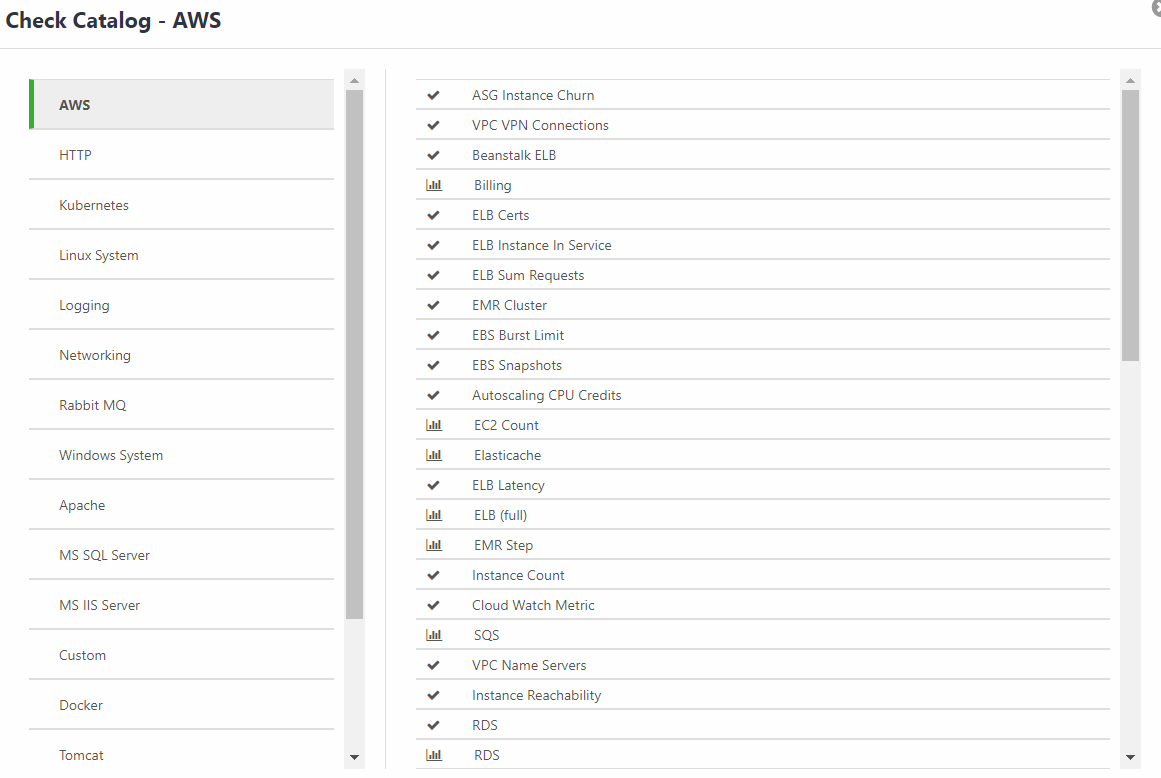 Check Catalog - AWS
AWS
HTTP
Kubernetes
Linux System
Logging
Networking
Rabbit MQ
Windows System
Apache
MS SQL Server
MS IIS Server
Custom
Docker
Tomcat
ASG Instance Churn
VPC VPN Connections
Beanstalk ELB
Billing
ELB Certs
ELB Instance In Service
ELB Sum Requests
EMR Cluster
EBS Burst Limit
EBS Snapshots
Autoscaling CPU Credits
EC2 Count
Elasticache
ELB Latency
ELB (full)
EMR Step
Instance Count
Cloud Watch Metric
SQS
VPC Name Servers
Instance Reachability
RDS
RDS